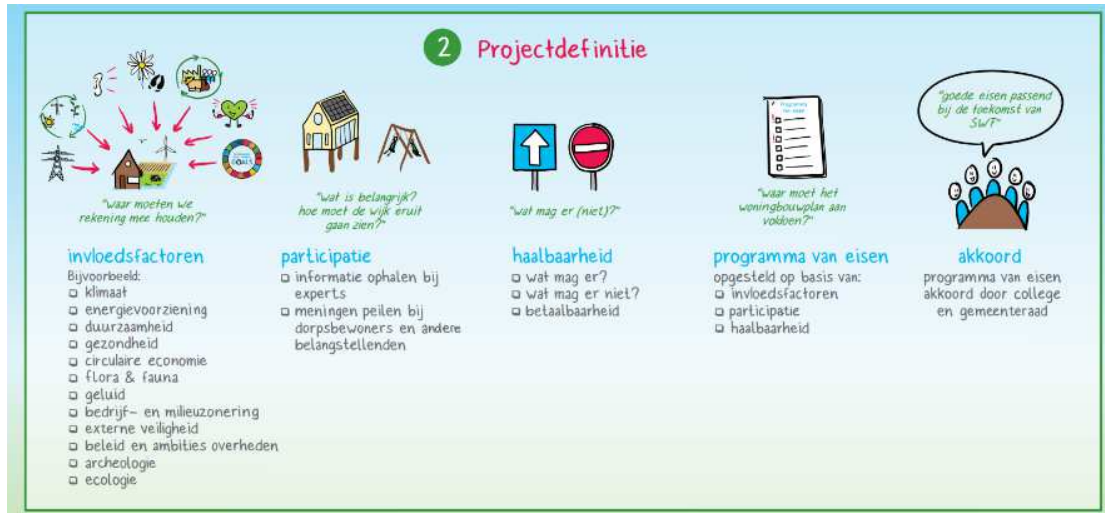 2 Projectdefinitie
GOALS
"waar moeten we
rekening mee houden?"
invloedsfactoren
Bijvoorbeeld:
klimaat
energievoorziening
duurzaamheid
gezondheid
circulaire economie
flora & fauna
geluid
bedrijf- en milieuzonering
externe veiligheid
beleid en ambities overheden
archeologie
ecologie
"wat is belangrijk?
hoe moet de wijk eruit
gaan zien?"
participatie
informatie ophalen bij
experts
meningen peilen bij
dorpsbewoners en andere
belangstellenden
"wat mag er (niet)?"
haalbaarheid
wat mag er?
wat mag er niet?
betaalbaarheid
Programma
van eisen
"waar moet het
woningbouwplan aan
voldoen?"
programma van eisen
opgesteld op basis van:
invloedsfactoren
participatie
haalbaarheid
"goede eisen passend
bij de toekomst van
SWF"
akkoord
programma van eisen
akkoord door college
en gemeenteraad